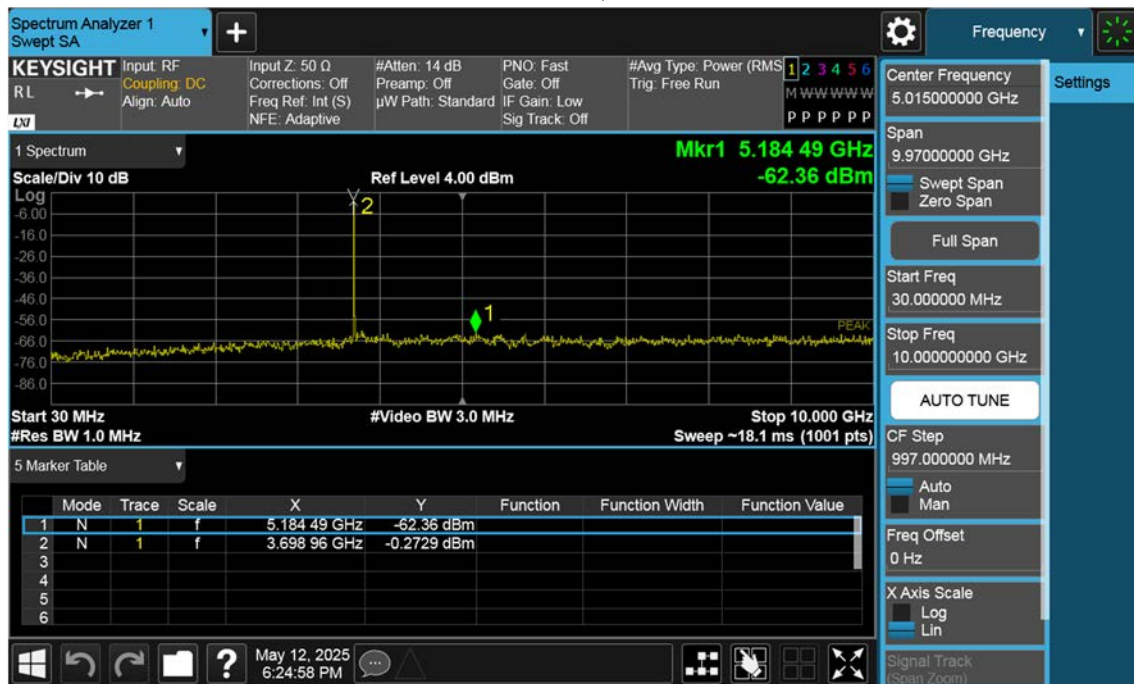 Spectrum Analyzer 1
Swept SA
+
Frequency
KEYSIGHT
RL
LXI
Input: RF
Coupling: DC
Align: Auto
Input Z: 50 Ω
Corrections: Off
Freq Ref: Int (S)
NFE: Adaptive
#Atten: 14 dB
Preamp: Off
µW Path: Standard
PNO: Fast
Gate: Off
IF Gain: Low
Sig Track: Off
#Avg Type: Power (RMS
Trig: Free Run
1 2 3 4 5 6
M W W W W W
P P P P P P
1 Spectrum
Mkr1 5.184 49 GHz
Scale/Div 10 dB
Ref Level 4.00 dBm
-62.36 dBm
Log
-6.00
-16.0
-26.0
-36.0
-46.0
-56.0
-66.0
-76.0
-86.0
2
1
PEAK
Start 30 MHz
#Video BW 3.0 MHz
Stop 10.000 GHz
#Res BW 1.0 MHz
Sweep ~18.1 ms (1001 pts)
5 Marker Table
Mode Trace Scale X Y Function Function Width Function Value
1 N 1 f 5.184 49 GHz -62.36 dBm
2 N 1 f 3.698 96 GHz -0.2729 dBm
3
4
5
6
?
May 12, 2025
6:24:58 PM
Center Frequency
5.015000000 GHz
Settings
Span
9.97000000 GHz
Swept Span
Zero Span
Full Span
Start Freq
30.000000 MHz
Stop Freq
10.000000000 GHz
AUTO TUNE
CF Step
997.000000 MHz
Auto
Man
Freq Offset
0 Hz
X Axis Scale
Log
Lin
Signal Track
(Span Zoom)